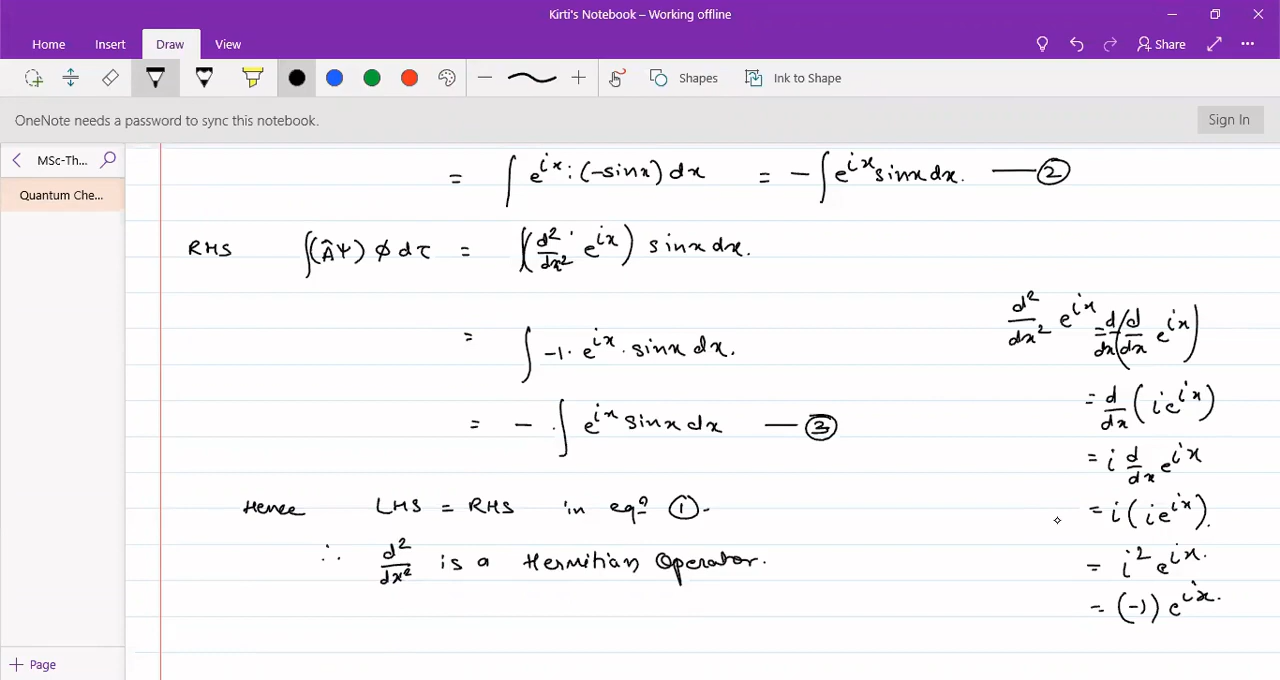 Kirti's Notebook – Working offline
Home Insert Draw View Share
Shapes Ink to Shape
OneNote needs a password to sync this notebook. Sign In
MSc-Th...
Quantum Che...
= ∫ e^{ix} · (-sinx) dx = - ∫ e^{ix} sinx dx. — ②
RHS ∫(Âψ) ϕ dτ = ∫(d²/dx² · e^{ix}) sinx dx.
= ∫ -1 · e^{ix} · sinx dx.
= - ∫ e^{ix} sinx dx — ③
Hence LHS = RHS in eqⁿ ①.
∴ d²/dx² is a Hermitian Operator.
d²/dx² e^{ix} = d/dx (d/dx e^{ix})
= d/dx (i e^{ix})
= i d/dx e^{ix}
= i (i e^{ix}).
= i² e^{ix}.
= (-1) e^{ix}.
+ Page